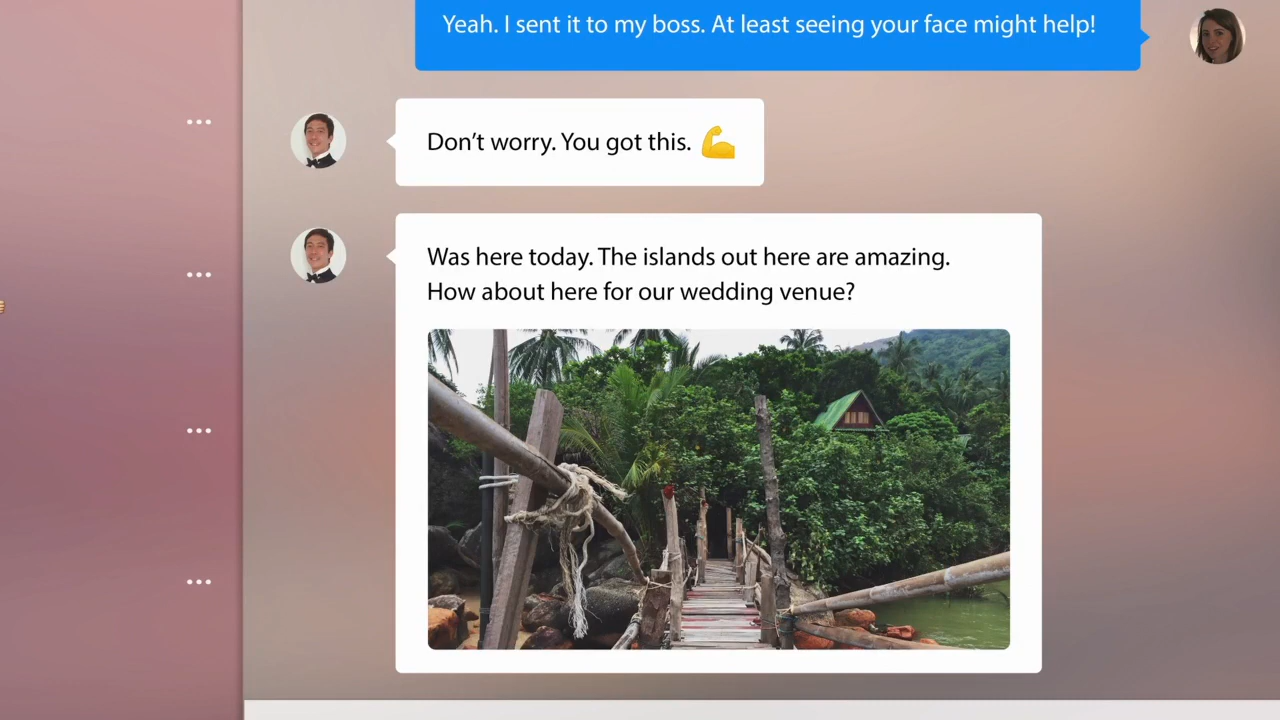 Yeah. I sent it to my boss. At least seeing your face might help!
Don’t worry. You got this. 💪
Was here today. The islands out here are amazing.
How about here for our wedding venue?